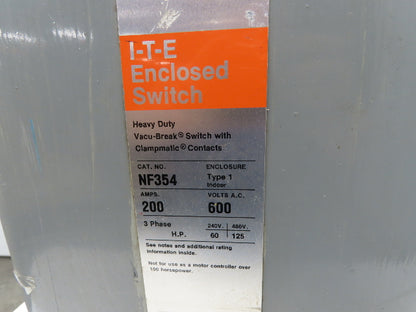 I-T-E
Enclosed
Switch
Heavy Duty
Vacu-Break® Switch with
Clampmatic® Contacts
CAT. NO. ENCLOSURE
NF354 Type 1
Indoor
AMPS. VOLTS A.C.
200 600
3 Phase 240V. 480V.
H.P. 60 125
See notes and additional rating
information inside.
Not for use as a motor controller over
100 horsepower.